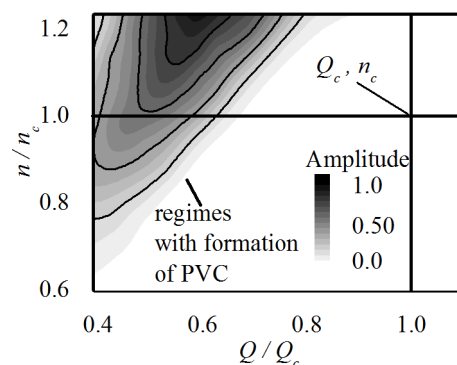 1.2
Q_c , n_c
n / n_c
1.0
Amplitude
1.0
0.8
0.50
regimes
with formation
0.0
of PVC
0.6
0.4
0.6
0.8
1.0
Q / Q_c